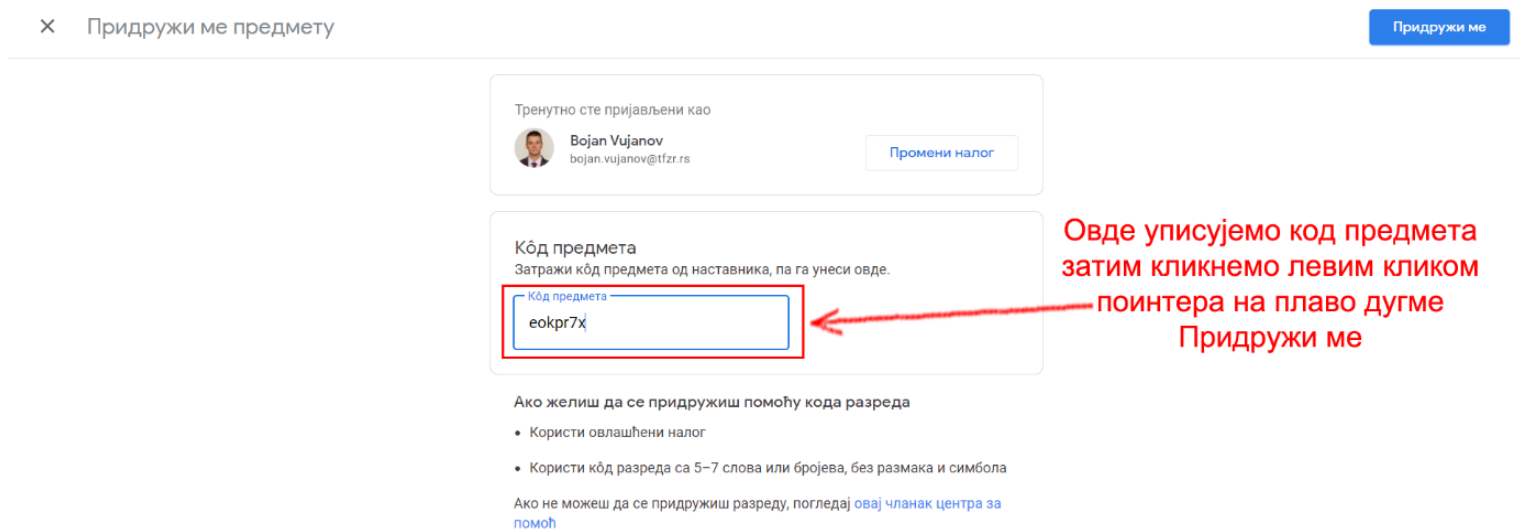 Придружи ме предмету
Придружи ме
Тренутно сте пријављени као
Bojan Vujanov
bojan.vujanov@tfzr.rs
Промени налог
Кôд предмета
Затражи кôд предмета од наставника, па га унеси овде.
Кôд предмета
eokpr7x
Овде уписујемо код предмета
затим кликнемо левим кликом
поинтера на плаво дугме
Придружи ме
Ако желиш да се придружиш помоћу кода разреда
• Користи овлашћени налог
• Користи кôд разреда са 5–7 слова или бројева, без размака и симбола
Ако не можеш да се придружиш разреду, погледај овај чланак центра за
помоћ